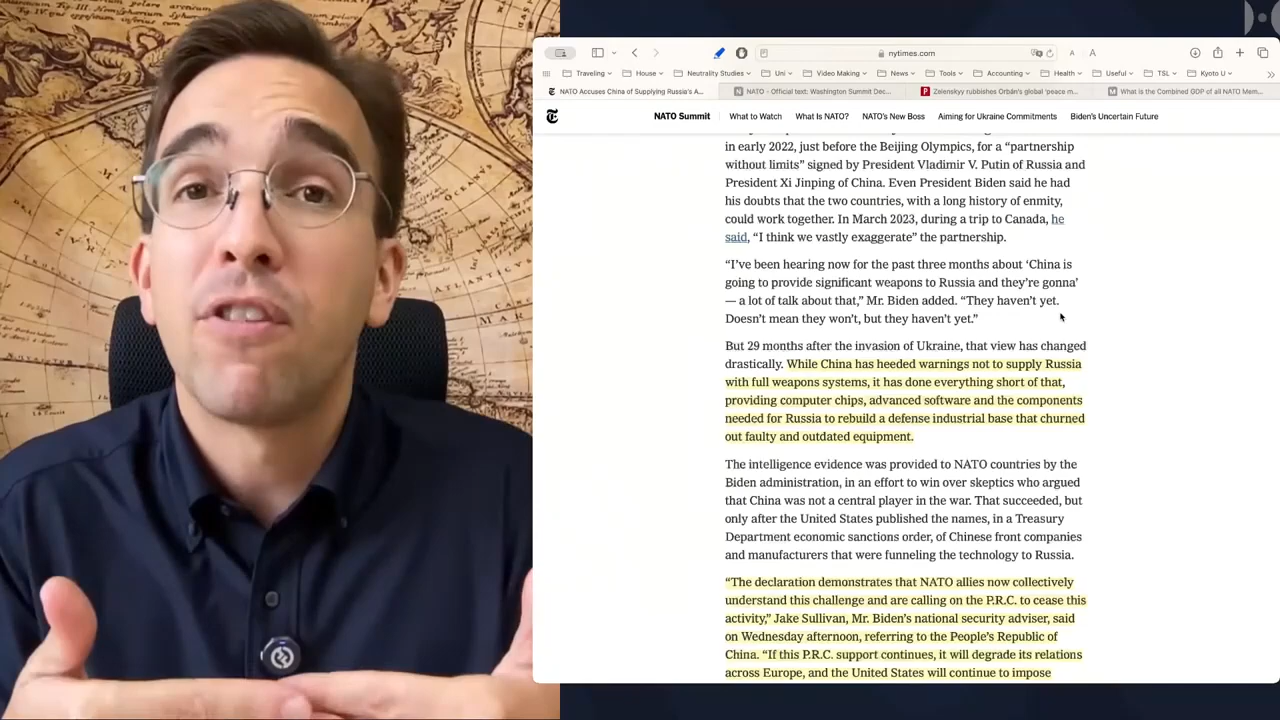 nytimes.com
A A
Traveling House Neutrality Studies Uni Video Making News Tools Accounting Health Useful TSL Kyoto U
NATO Accuses China of Supplying Russia's A... NATO - Official text: Washington Summit Dec... Zelenskyy rubbishes Orbán's global 'peace m... What is the Combined GDP of all NATO Mem...
NATO Summit What to Watch What Is NATO? NATO's New Boss Aiming for Ukraine Commitments Biden's Uncertain Future
in early 2022, just before the Beijing Olympics, for a “partnership
without limits” signed by President Vladimir V. Putin of Russia and
President Xi Jinping of China. Even President Biden said he had
his doubts that the two countries, with a long history of enmity,
could work together. In March 2023, during a trip to Canada, he
said, “I think we vastly exaggerate” the partnership.
“I’ve been hearing now for the past three months about ‘China is
going to provide significant weapons to Russia and they’re gonna’
— a lot of talk about that,” Mr. Biden added. “They haven’t yet.
Doesn’t mean they won’t, but they haven’t yet.”
But 29 months after the invasion of Ukraine, that view has changed
drastically. While China has heeded warnings not to supply Russia
with full weapons systems, it has done everything short of that,
providing computer chips, advanced software and the components
needed for Russia to rebuild a defense industrial base that churned
out faulty and outdated equipment.
The intelligence evidence was provided to NATO countries by the
Biden administration, in an effort to win over skeptics who argued
that China was not a central player in the war. That succeeded, but
only after the United States published the names, in a Treasury
Department economic sanctions order, of Chinese front companies
and manufacturers that were funneling the technology to Russia.
“The declaration demonstrates that NATO allies now collectively
understand this challenge and are calling on the P.R.C. to cease this
activity,” Jake Sullivan, Mr. Biden’s national security adviser, said
on Wednesday afternoon, referring to the People’s Republic of
China. “If this P.R.C. support continues, it will degrade its relations
across Europe, and the United States will continue to impose